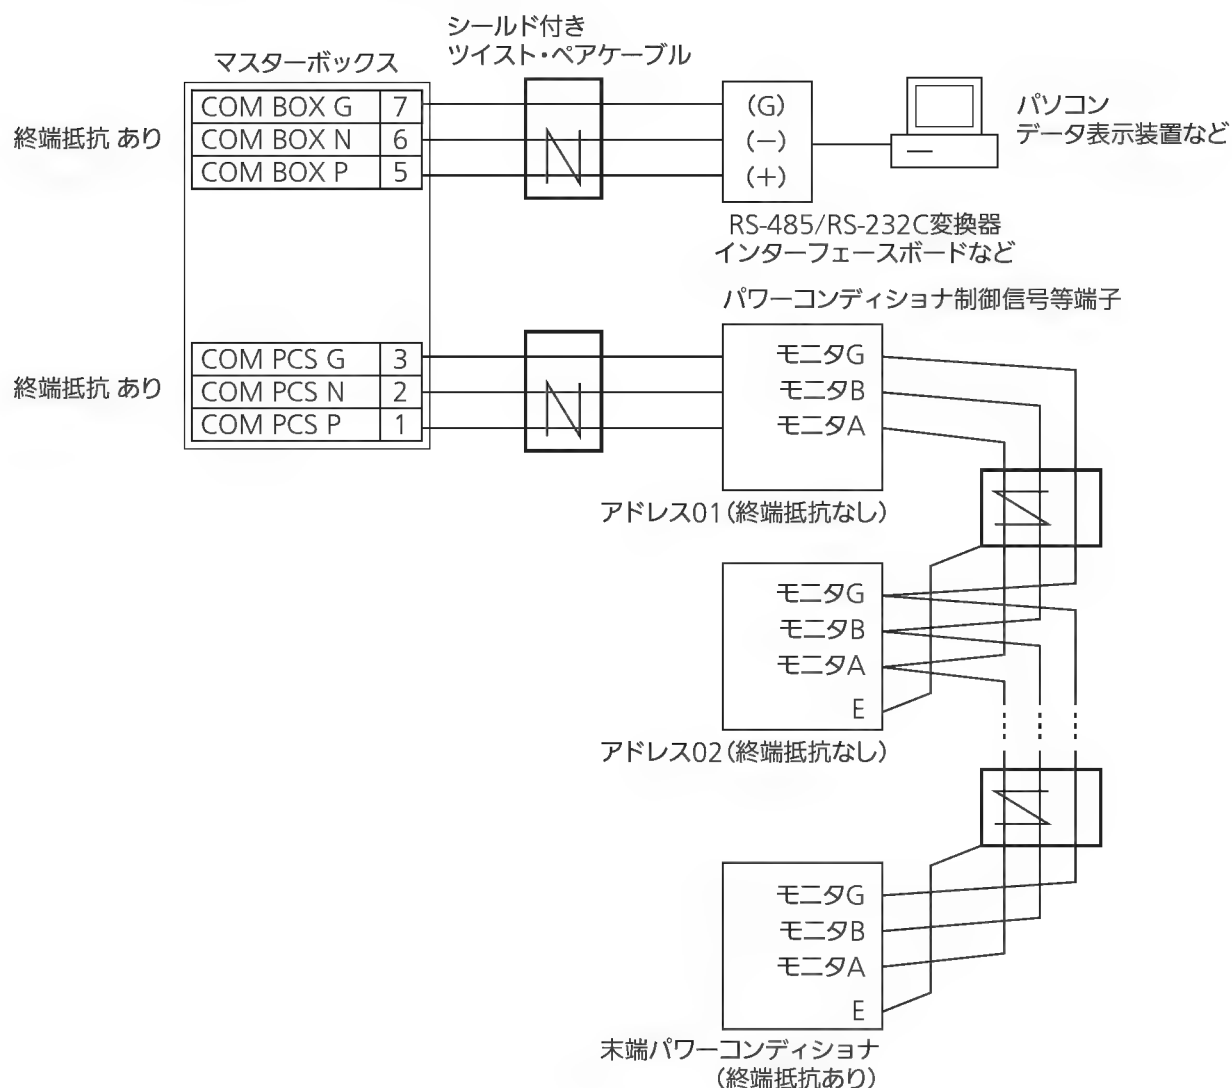 シールド付き
ツイスト・ペアケーブル
マスターボックス
終端抵抗 あり
COM BOX G 7
COM BOX N 6
COM BOX P 5
(G)
(−)
(+)
パソコン
データ表示装置など
RS-485/RS-232C変換器
インターフェースボードなど
パワーコンディショナ制御信号等端子
終端抵抗 あり
COM PCS G 3
COM PCS N 2
COM PCS P 1
モニタG
モニタB
モニタA
アドレス01(終端抵抗なし)
モニタG
モニタB
モニタA
E
アドレス02(終端抵抗なし)
モニタG
モニタB
モニタA
E
末端パワーコンディショナ
(終端抵抗あり)